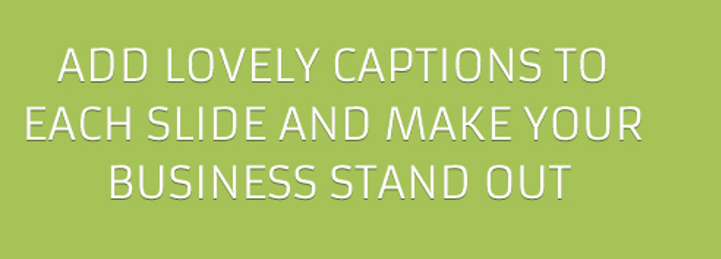 ADD LOVELY CAPTIONS TO
EACH SLIDE AND MAKE YOUR
BUSINESS STAND OUT